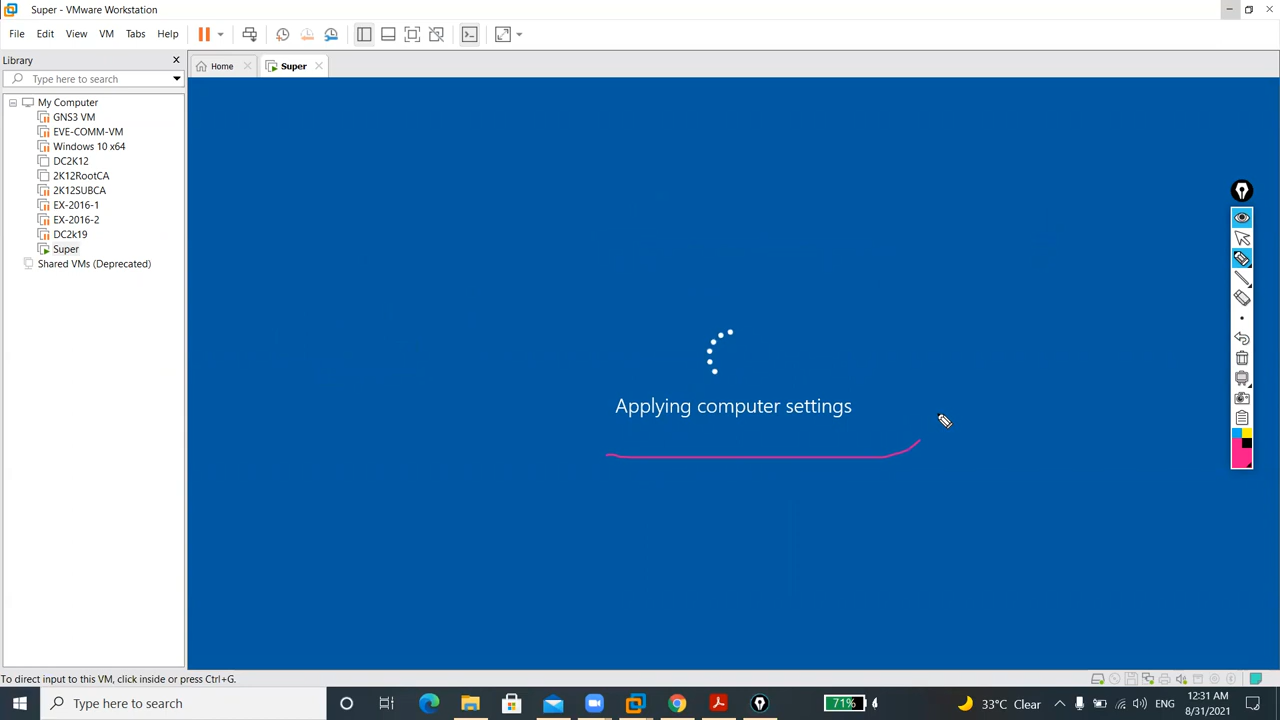 Super - VMware Workstation
File Edit View VM Tabs Help
Library
Type here to search
Home
Super
My Computer
GNS3 VM
EVE-COMM-VM
Windows 10 x64
DC2K12
2K12RootCA
2K12SUBCA
EX-2016-1
EX-2016-2
DC2k19
Super
Shared VMs (Deprecated)
Applying computer settings
To direct input to this VM, click inside or press Ctrl+G.
Type here to search
71%
33°C Clear
ENG
12:31 AM
8/31/2021